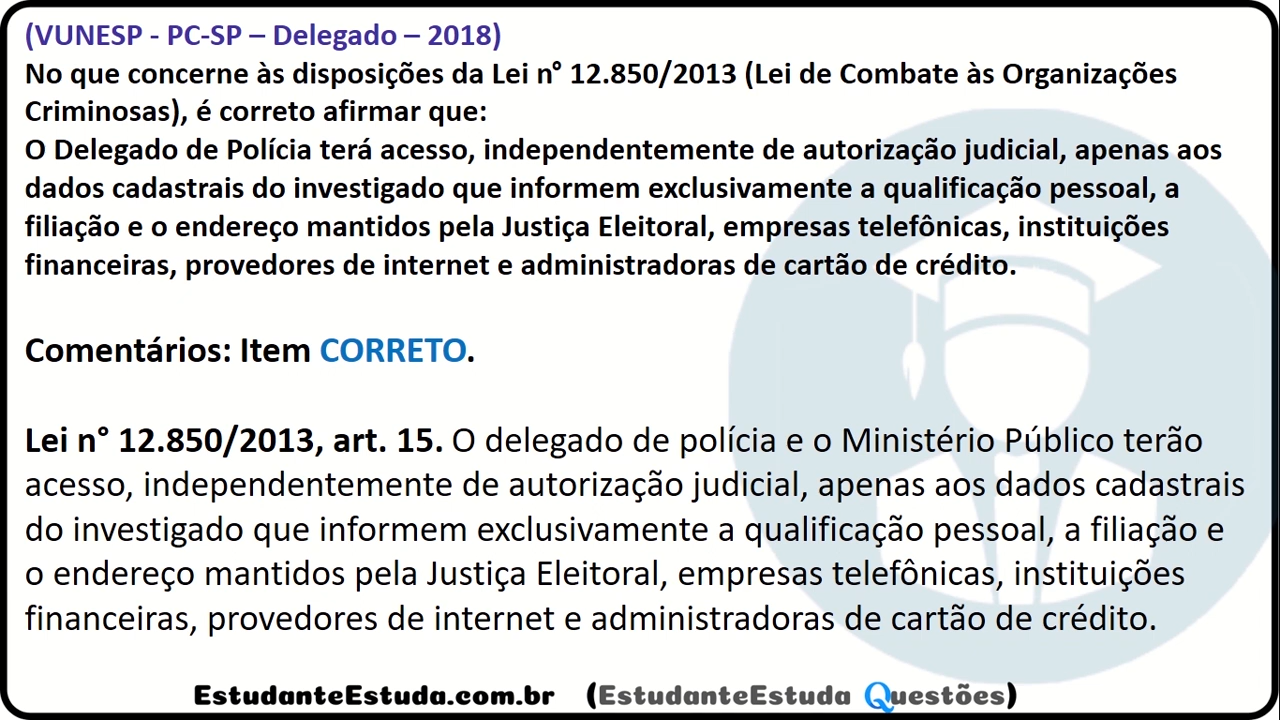 (VUNESP - PC-SP – Delegado – 2018)
No que concerne às disposições da Lei n° 12.850/2013 (Lei de Combate às Organizações
Criminosas), é correto afirmar que:
O Delegado de Polícia terá acesso, independentemente de autorização judicial, apenas aos
dados cadastrais do investigado que informem exclusivamente a qualificação pessoal, a
filiação e o endereço mantidos pela Justiça Eleitoral, empresas telefônicas, instituições
financeiras, provedores de internet e administradoras de cartão de crédito.
Comentários: Item CORRETO.
Lei n° 12.850/2013, art. 15. O delegado de polícia e o Ministério Público terão
acesso, independentemente de autorização judicial, apenas aos dados cadastrais
do investigado que informem exclusivamente a qualificação pessoal, a filiação e
o endereço mantidos pela Justiça Eleitoral, empresas telefônicas, instituições
financeiras, provedores de internet e administradoras de cartão de crédito.
EstudanteEstuda.com.br (EstudanteEstuda Questões)